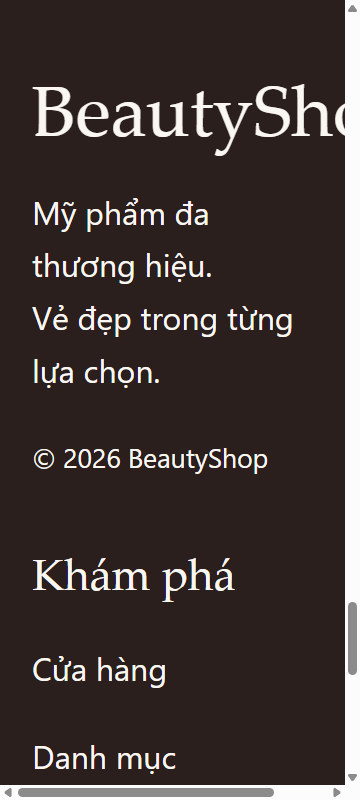 BeautySho
Mỹ phẩm đa
thương hiệu.
Vẻ đẹp trong từng
lựa chọn.
© 2026 BeautyShop
Khám phá
Cửa hàng
Danh mục